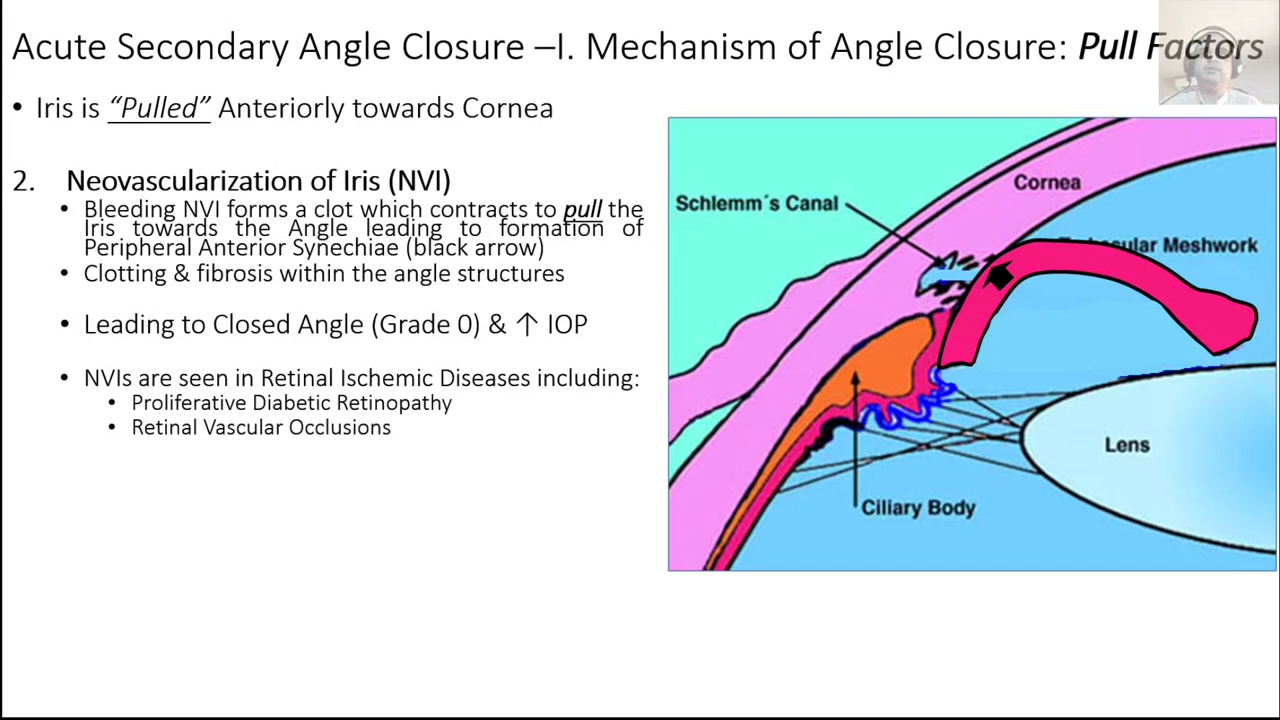 Acute Secondary Angle Closure –I. Mechanism of Angle Closure: Pull Factors
• Iris is “Pulled” Anteriorly towards Cornea
2. Neovascularization of Iris (NVI)
• Bleeding NVI forms a clot which contracts to pull the
Iris towards the Angle leading to formation of
Peripheral Anterior Synechiae (black arrow)
• Clotting & fibrosis within the angle structures
• Leading to Closed Angle (Grade 0) & ↑ IOP
• NVIs are seen in Retinal Ischemic Diseases including:
• Proliferative Diabetic Retinopathy
• Retinal Vascular Occlusions
Cornea
Schlemm´s Canal
Meshwork
Lens
Ciliary Body